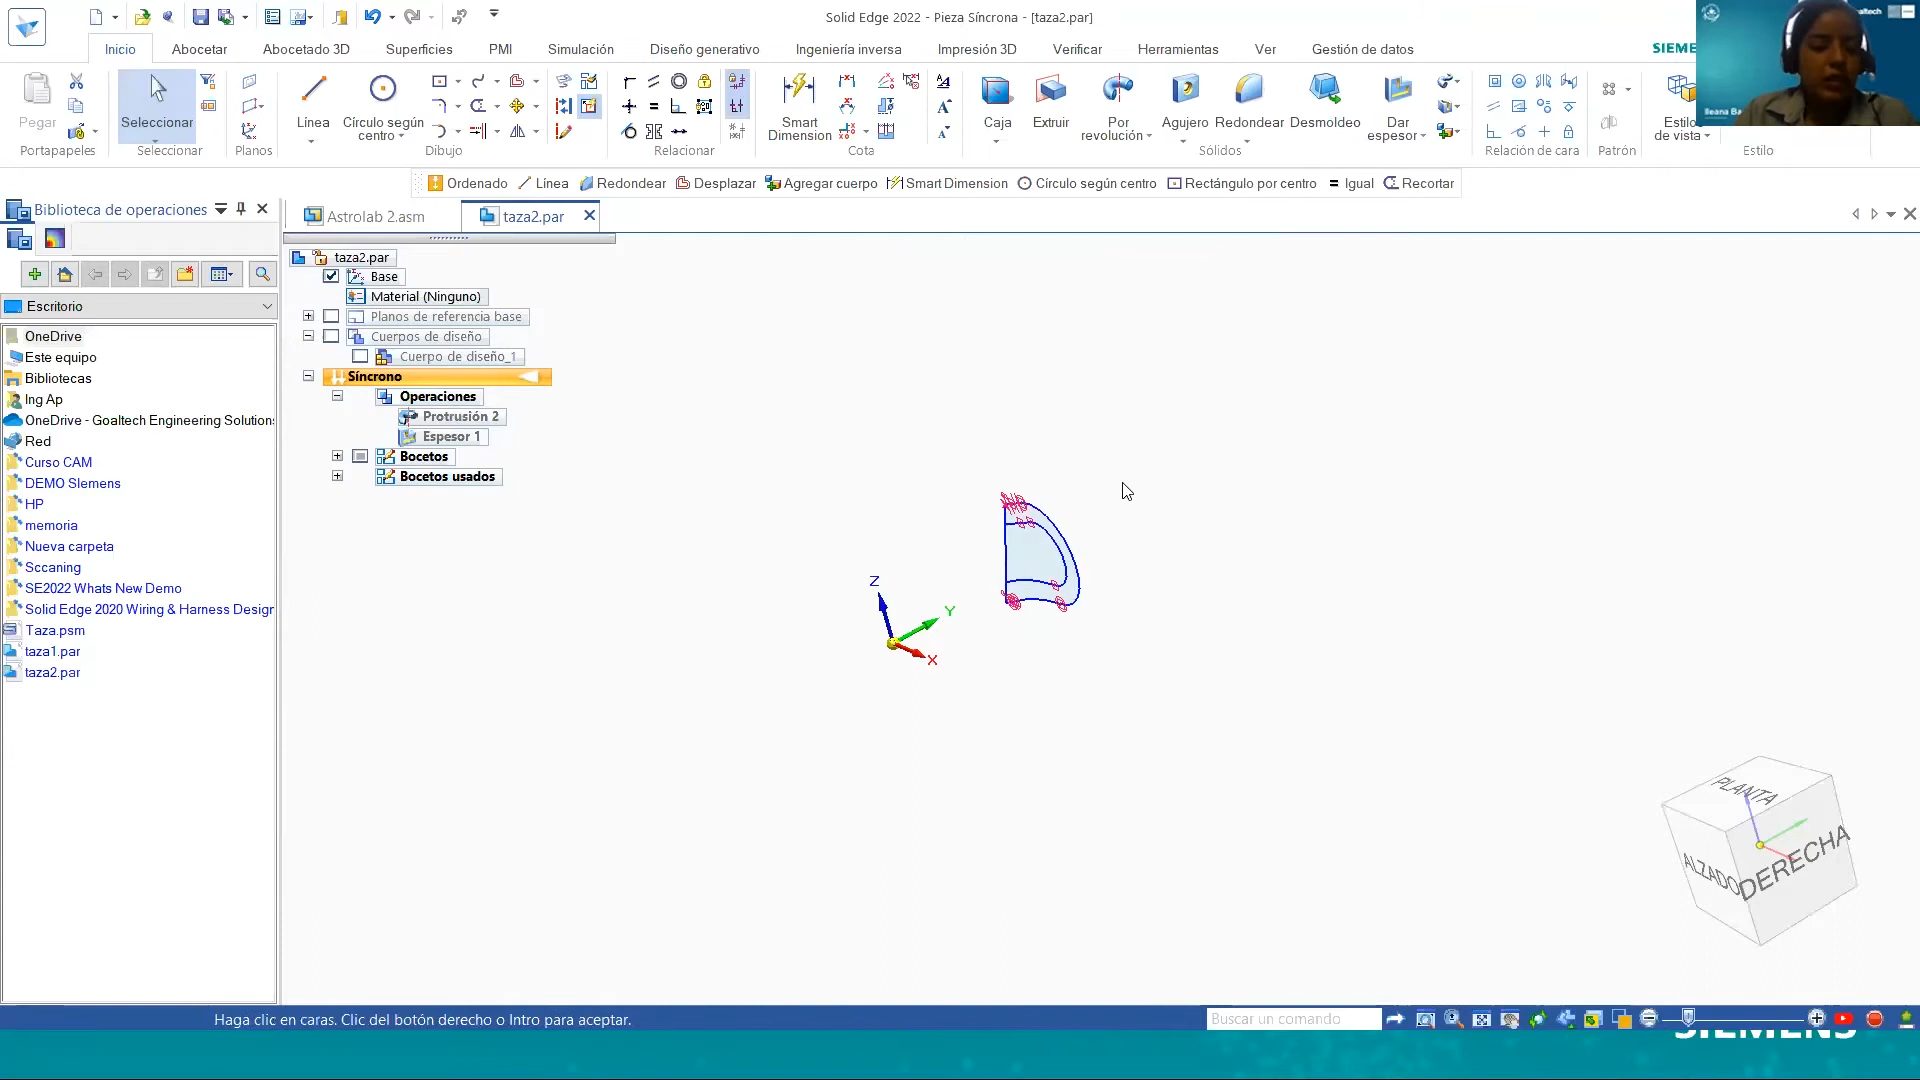 Solid Edge 2022 - Pieza Síncrona - [taza2.par]
Inicio
Abocetar
Abocetado 3D
Superficies
PMI
Simulación
Diseño generativo
Ingeniería inversa
Impresión 3D
Verificar
Herramientas
Ver
Gestión de datos
Pegar
Portapapeles
Seleccionar
Seleccionar
Planos
Línea
Círculo según centro
Dibujo
Relacionar
Smart Dimension
Cota
Caja
Extruir
Por revolución
Agujero
Redondear
Desmoldeo
Dar espesor
Sólidos
Relación de cara
Patrón
Estilo
Ordenado
Línea
Redondear
Desplazar
Agregar cuerpo
Smart Dimension
Círculo según centro
Rectángulo por centro
Igual
Recortar
Biblioteca de operaciones
Astrolab 2.asm
taza2.par
Escritorio
OneDrive
Este equipo
Bibliotecas
Ing Ap
OneDrive - Goaltech Engineering Solution
Red
Curso CAM
DEMO SIemens
HP
memoria
Nueva carpeta
Sccaning
SE2022 Whats New Demo
Solid Edge 2020 Wiring & Harness Design
Taza.psm
taza1.par
taza2.par
taza2.par
Base
Material (Ninguno)
Planos de referencia base
Cuerpos de diseño
Cuerpo de diseño_1
Síncrono
Operaciones
Protrusión 2
Espesor 1
Bocetos
Bocetos usados
Z
Y
X
PLANTA
ALZADO
DERECHA
Haga clic en caras. Clic del botón derecho o Intro para aceptar.
Buscar un comando
SIEMENS